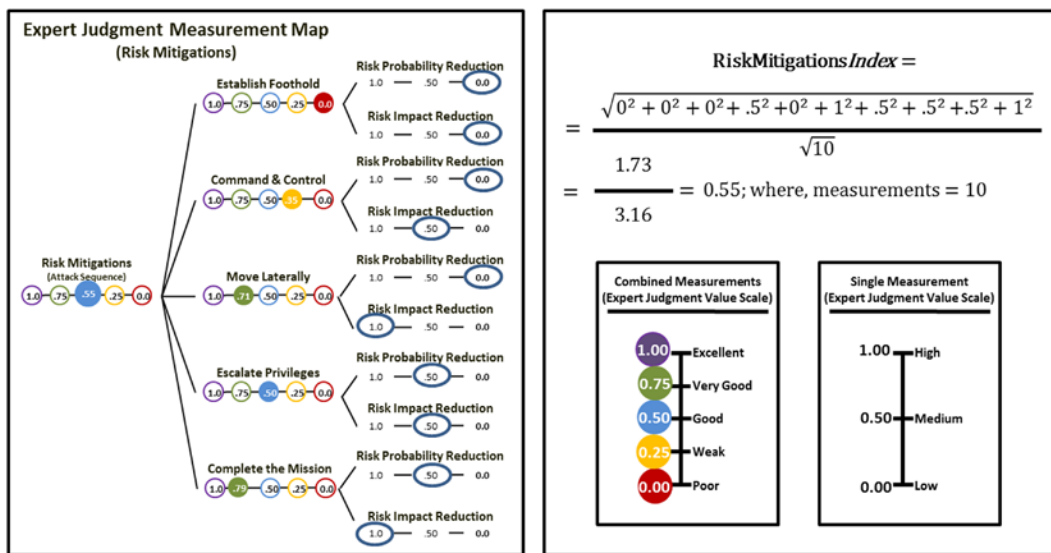 Expert Judgment Measurement Map
(Risk Mitigations)
Risk Probability Reduction
1.0 — .50 — 0.0
Establish Foothold
1.0 .75 .50 .25 0.0
Risk Impact Reduction
1.0 — .50 — 0.0
Risk Probability Reduction
1.0 — .50 — 0.0
Command & Control
1.0 .75 .50 .35 0.0
Risk Impact Reduction
1.0 — .50 — 0.0
Risk Mitigations
(Attack Sequence)
1.0 .75 .55 .25 0.0
Risk Probability Reduction
1.0 — .50 — 0.0
Move Laterally
1.0 .71 .50 .25 0.0
Risk Impact Reduction
1.0 — .50 — 0.0
Risk Probability Reduction
1.0 — .50 — 0.0
Escalate Privileges
1.0 .75 .50 .25 0.0
Risk Impact Reduction
1.0 — .50 — 0.0
Risk Probability Reduction
1.0 — .50 — 0.0
Complete the Mission
1.0 .79 .50 .25 0.0
Risk Impact Reduction
1.0 — .50 — 0.0
RiskMitigationsIndex =
= √(0² + 0² + 0² + .5² + 0² + 1² + .5² + .5² + .5² + 1²)
√10
1.73
= = 0.55; where, measurements = 10
3.16
Combined Measurements
(Expert Judgment Value Scale)
1.00 Excellent
0.75 Very Good
0.50 Good
0.25 Weak
0.00 Poor
Single Measurement
(Expert Judgment Value Scale)
1.00 High
0.50 Medium
0.00 Low